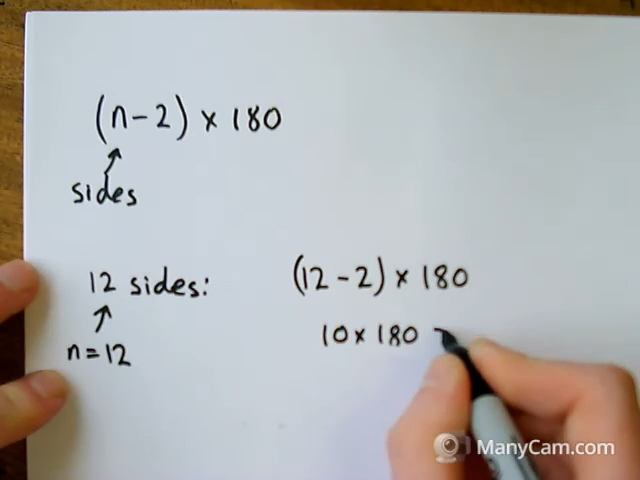 (n-2) × 180
sides
12 sides:
n=12
(12-2) × 180
10 × 180
ManyCam.com